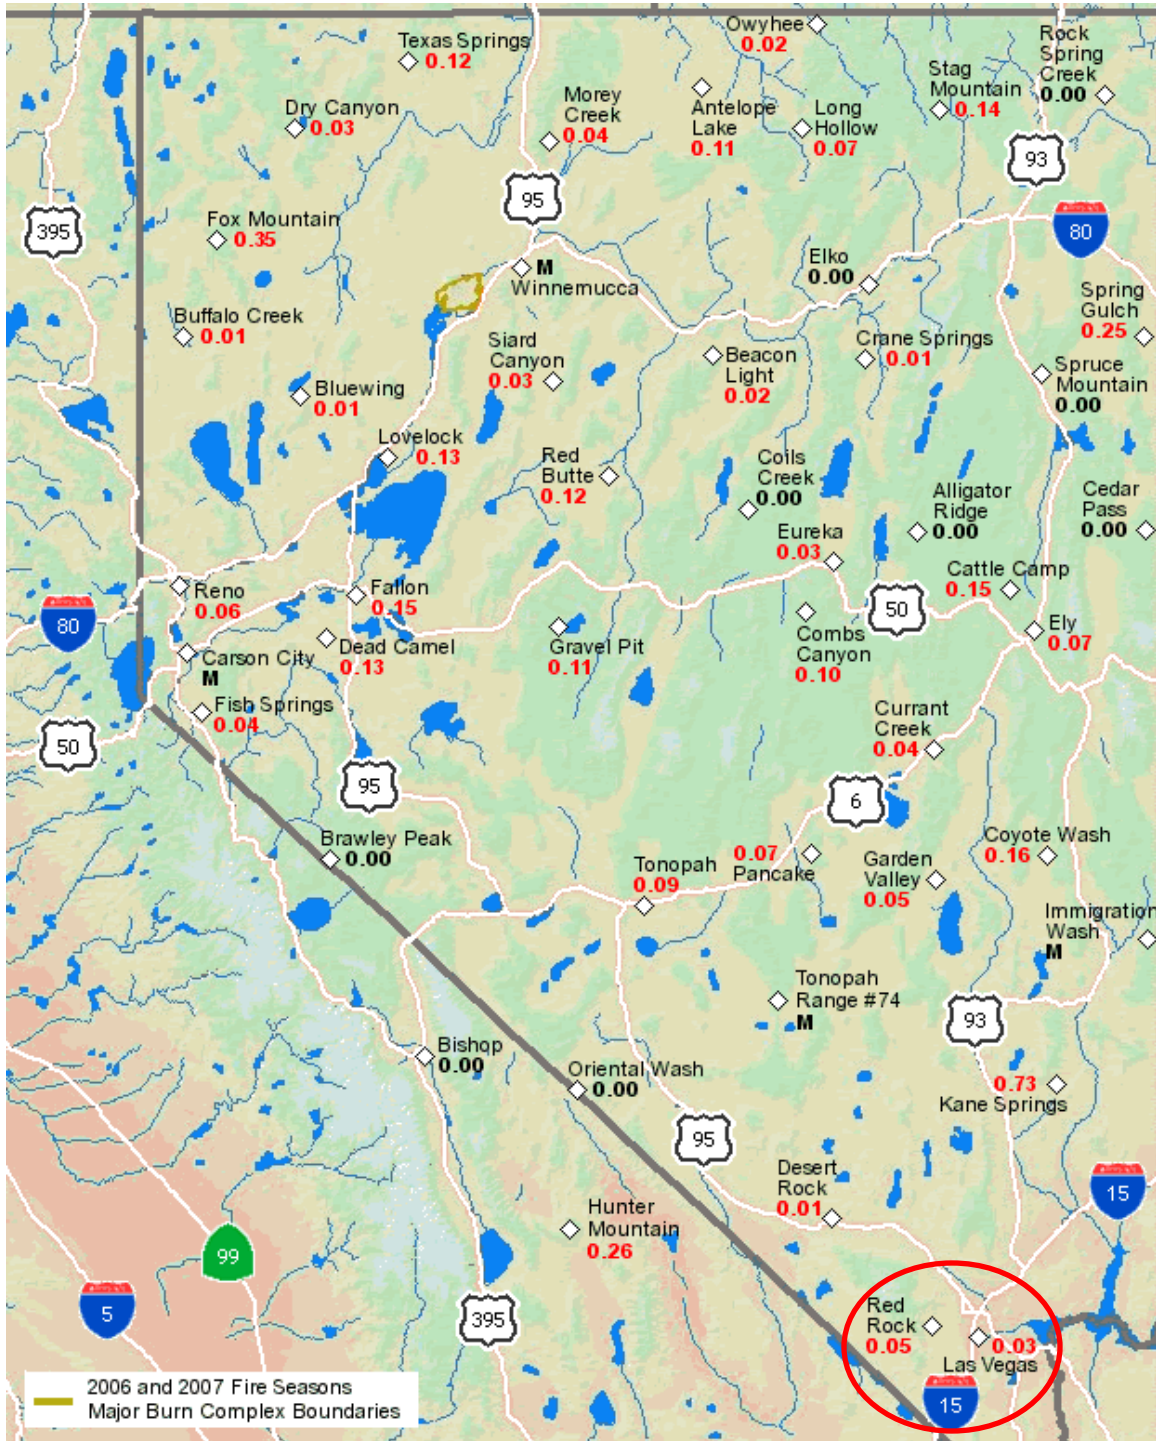 Owyhee
0.02
Texas Springs
0.12
Rock
Spring
Creek
0.00
Stag
Mountain
0.14
Dry Canyon
0.03
Morey
Creek
0.04
Antelope
Lake
0.11
Long
Hollow
0.07
93
95
395
Fox Mountain
0.35
80
M
Winnemucca
Elko
0.00
Spring
Gulch
0.25
Buffalo Creek
0.01
Siard
Canyon
0.03
Beacon
Light
0.02
Crane Springs
0.01
Spruce
Mountain
0.00
Bluewing
0.01
Lovelock
0.13
Red
Butte
0.12
Coils
Creek
0.00
Alligator
Ridge
0.00
Cedar
Pass
0.00
Eureka
0.03
Cattle Camp
0.15
Reno
0.06
Fallon
0.15
50
80
Dead Camel
0.13
Gravel Pit
0.11
Combs
Canyon
0.10
Ely
0.07
Carson City
M
Fish Springs
0.04
50
Currant
Creek
0.04
95
6
Brawley Peak
0.00
Tonopah
0.09
0.07
Pancake
Garden
Valley
0.05
Coyote Wash
0.16
Immigration
Wash
M
Tonopah
Range #74
M
93
Bishop
0.00
Oriental Wash
0.00
0.73
Kane Springs
95
Desert
Rock
0.01
15
Hunter
Mountain
0.26
99
5
395
Red
Rock
0.05
0.03
Las Vegas
15
2006 and 2007 Fire Seasons
Major Burn Complex Boundaries